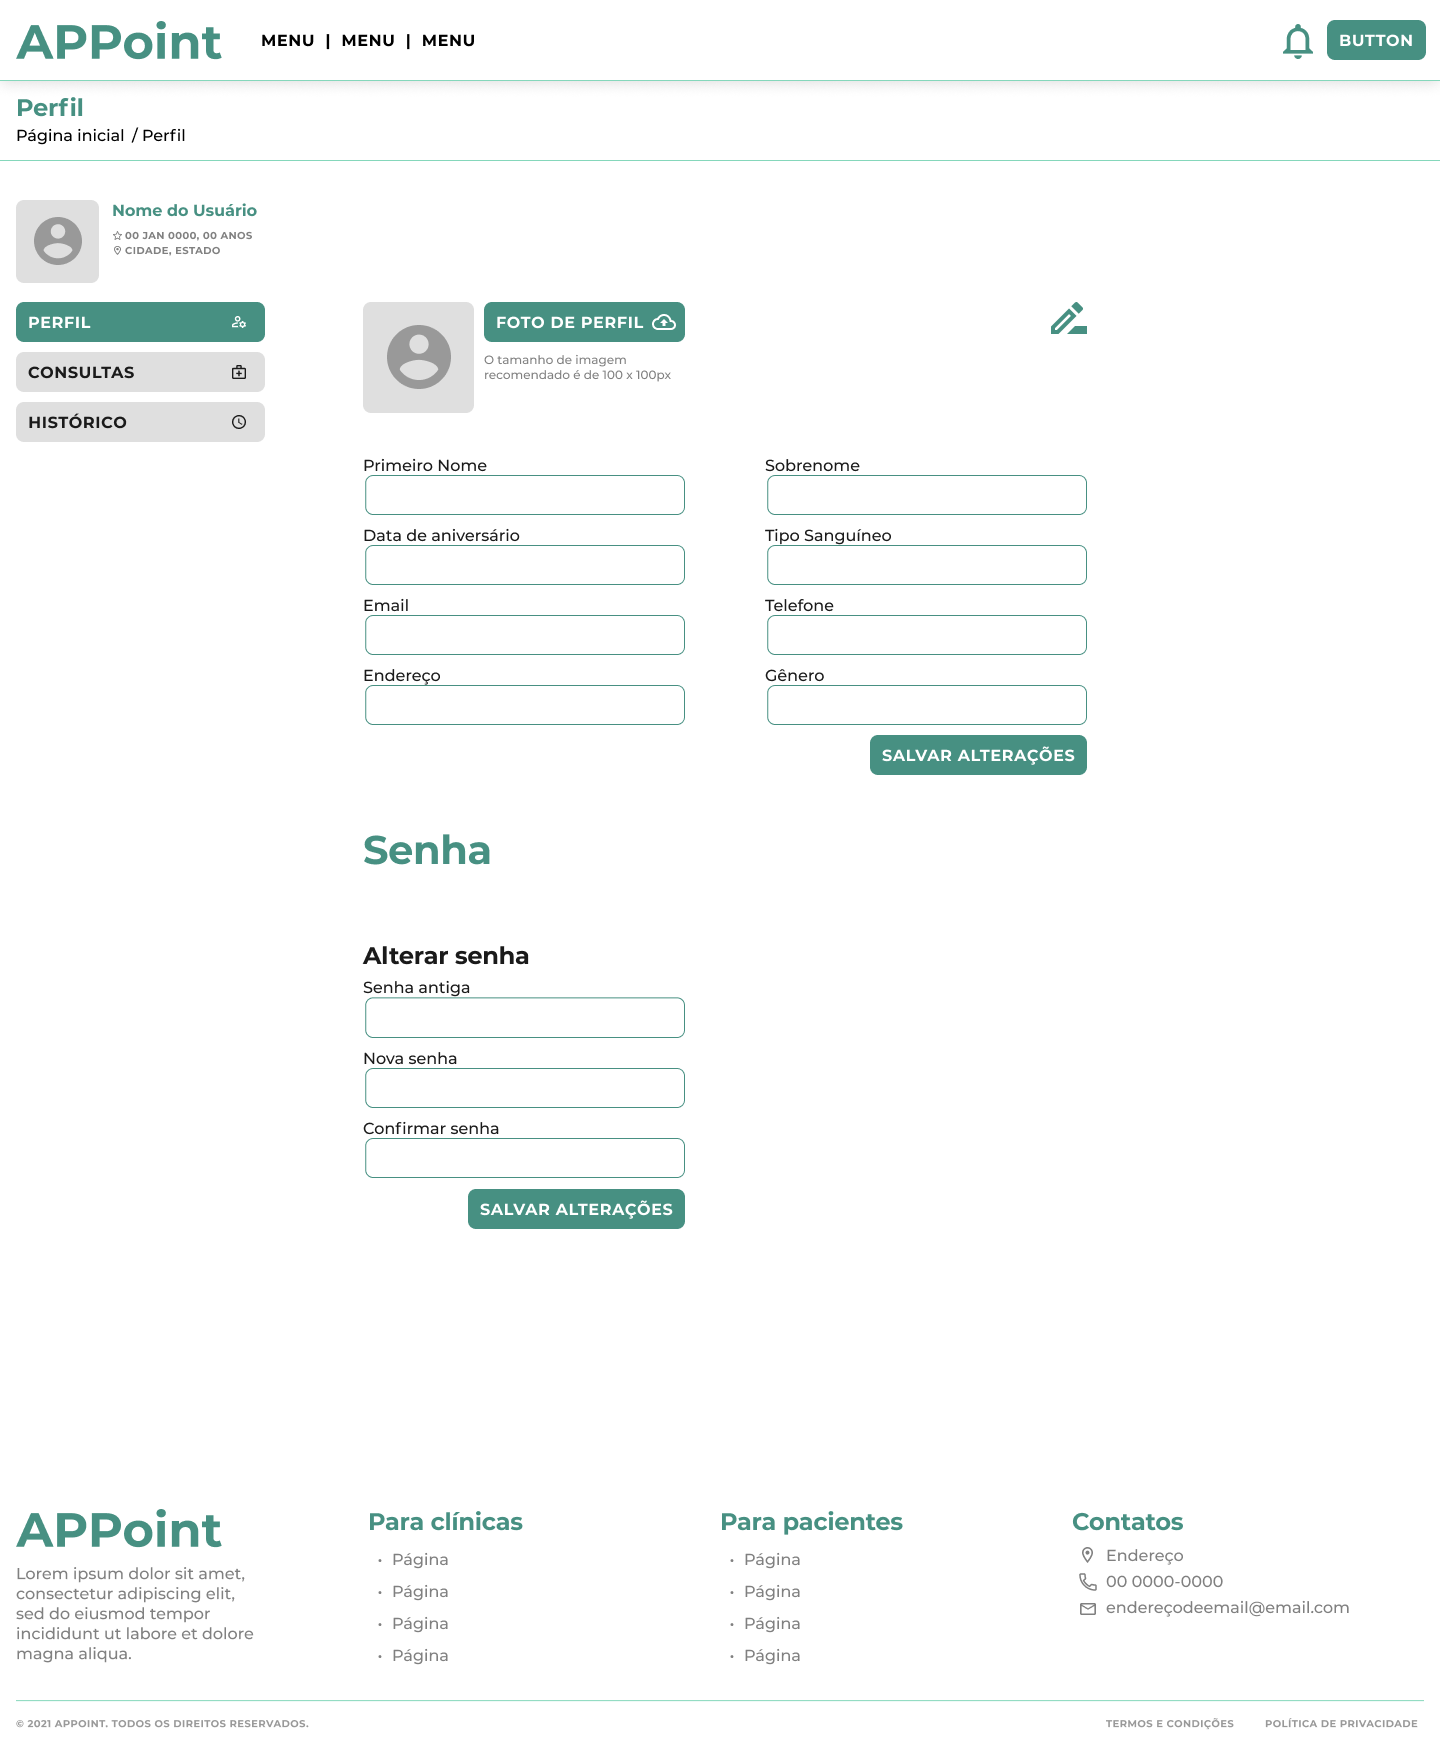 APPoint
MENU | MENU | MENU
BUTTON
Perfil
Página inicial / Perfil
Nome do Usuário
00 JAN 0000, 00 ANOS
CIDADE, ESTADO
PERFIL
CONSULTAS
HISTÓRICO
FOTO DE PERFIL
O tamanho de imagem
recomendado é de 100 x 100px
Primeiro Nome
Sobrenome
Data de aniversário
Tipo Sanguíneo
Email
Telefone
Endereço
Gênero
SALVAR ALTERAÇÕES
Senha
Alterar senha
Senha antiga
Nova senha
Confirmar senha
SALVAR ALTERAÇÕES
APPoint
Lorem ipsum dolor sit amet,
consectetur adipiscing elit,
sed do eiusmod tempor
incididunt ut labore et dolore
magna aliqua.
Para clínicas
• Página
• Página
• Página
• Página
Para pacientes
• Página
• Página
• Página
• Página
Contatos
Endereço
00 0000-0000
endereçodeemail@email.com
© 2021 APPOINT. TODOS OS DIREITOS RESERVADOS.
TERMOS E CONDIÇÕES
POLÍTICA DE PRIVACIDADE